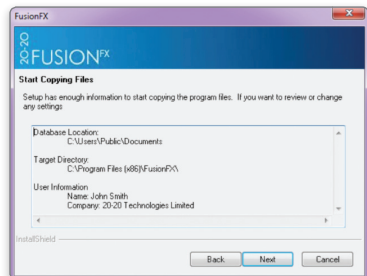 FusionFX
20-20
FUSIONFX
Start Copying Files
Setup has enough information to start copying the program files. If you want to review or change
any settings
Database Location:
C:\Users\Public\Documents
Target Directory:
C:\Program Files (x86)\FusionFX\
User Information
Name: John Smith
Company: 20-20 Technologies Limited
InstallShield
Back
Next
Cancel